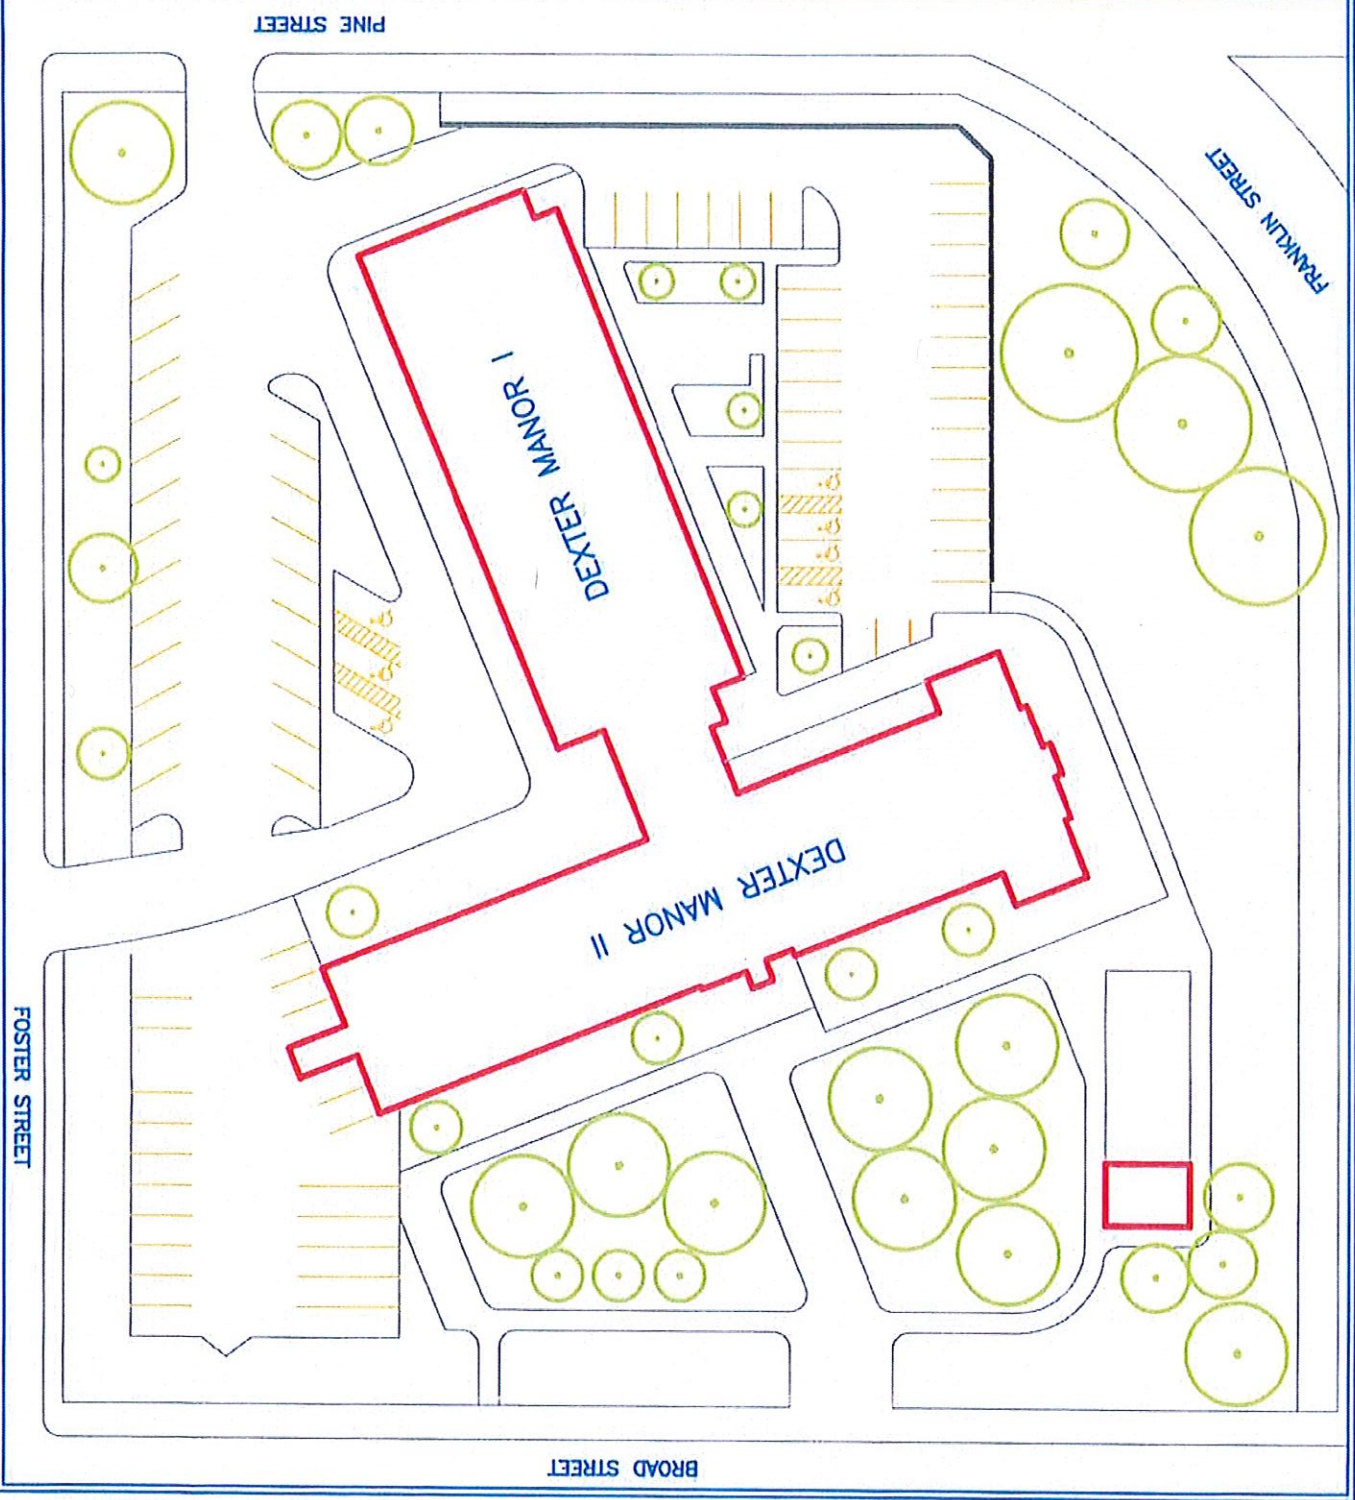 PINE STREET
FRANKLIN STREET
DEXTER MANOR I
DEXTER MANOR II
FOSTER STREET
BROAD STREET